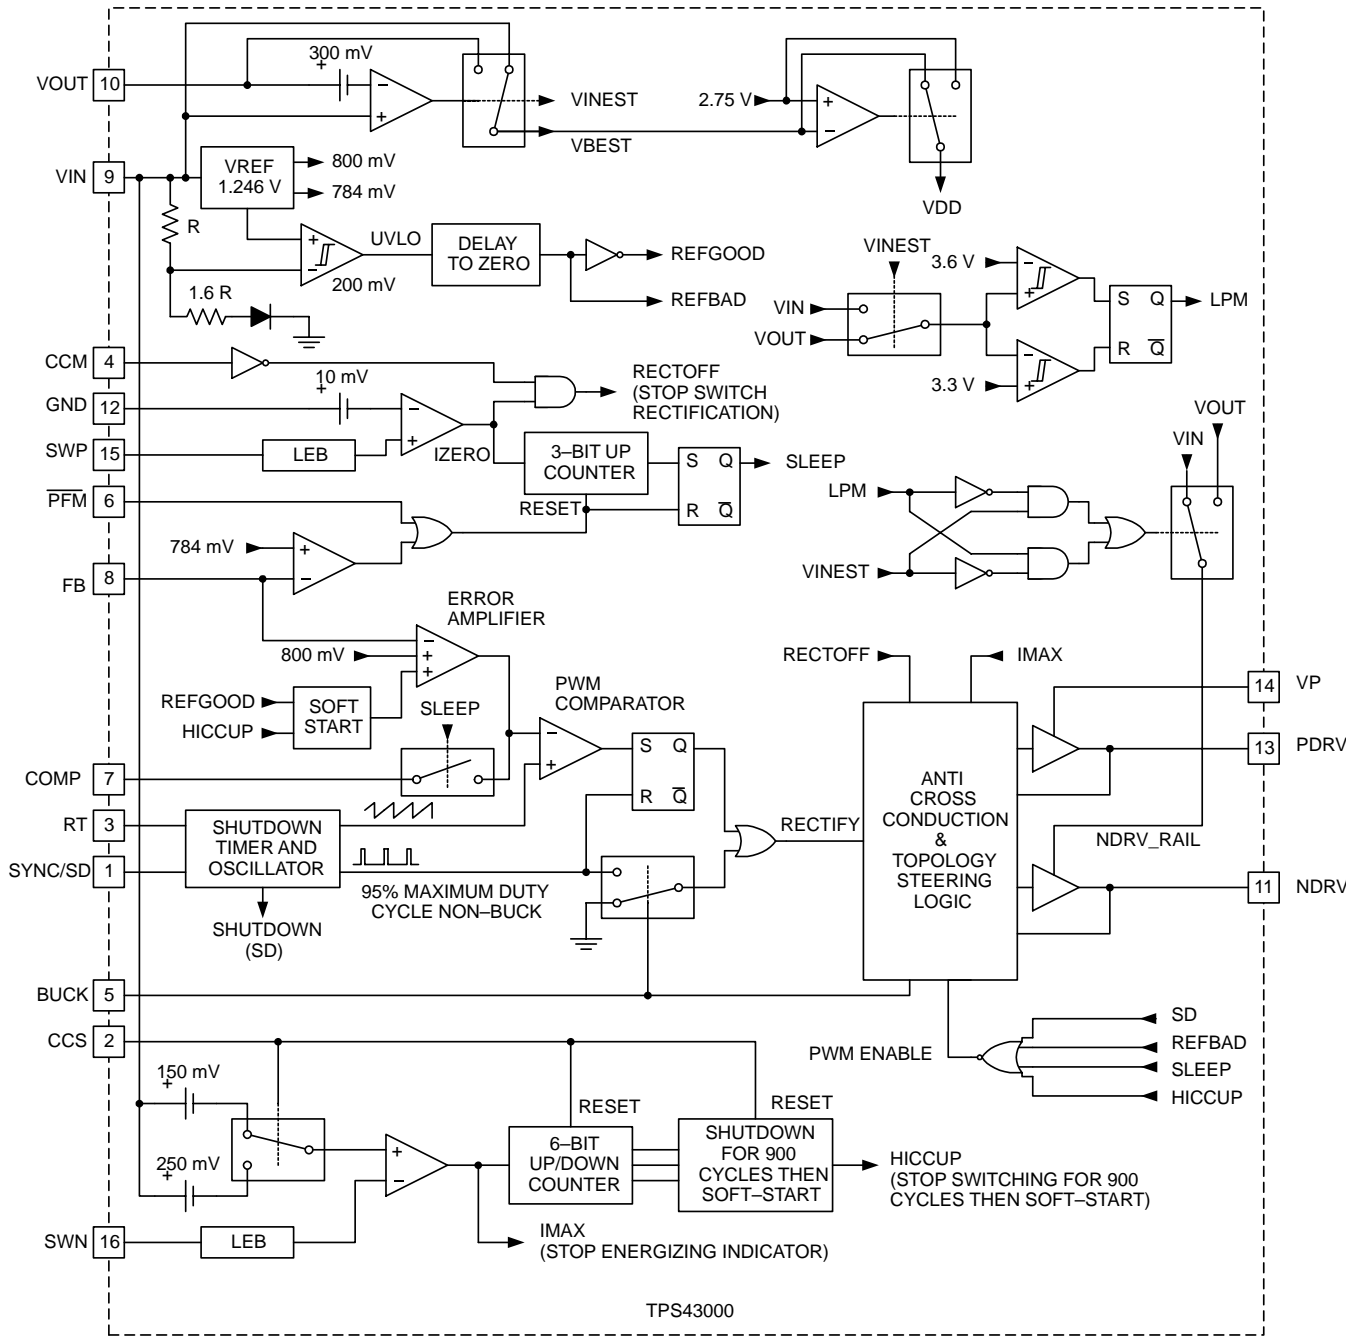 300 mV
+
VOUT 10
−
+
VINEST
VBEST
2.75 V
+
−
VDD
VIN 9
VREF
1.246 V
800 mV
784 mV
R
+
−
UVLO
200 mV
DELAY
TO ZERO
REFGOOD
REFBAD
1.6 R
VINEST
VIN
VOUT
3.6 V
−
+
−
3.3 V
+
S Q
R Q̅
LPM
CCM 4
10 mV
+
GND 12
−
+
SWP 15
LEB
IZERO
RECTOFF
(STOP SWITCH
RECTIFICATION)
3–BIT UP
COUNTER
RESET
S Q
R Q̅
SLEEP
P̅F̅M̅ 6
784 mV
+
−
FB 8
VOUT
VIN
LPM
VINEST
ERROR
AMPLIFIER
−
+
+
800 mV
REFGOOD
HICCUP
SOFT
START
SLEEP
PWM
COMPARATOR
−
+
S Q
R Q̅
COMP 7
RT 3
SYNC/SD 1
SHUTDOWN
TIMER AND
OSCILLATOR
SHUTDOWN
(SD)
95% MAXIMUM DUTY
CYCLE NON–BUCK
RECTIFY
RECTOFF
IMAX
ANTI
CROSS
CONDUCTION
&
TOPOLOGY
STEERING
LOGIC
14 VP
13 PDRV
NDRV_RAIL
11 NDRV
BUCK 5
CCS 2
PWM ENABLE
SD
REFBAD
SLEEP
HICCUP
150 mV
+
250 mV
+
+
−
RESET
6–BIT
UP/DOWN
COUNTER
RESET
SHUTDOWN
FOR 900
CYCLES THEN
SOFT–START
HICCUP
(STOP SWITCHING FOR 900
CYCLES THEN SOFT–START)
SWN 16
LEB
IMAX
(STOP ENERGIZING INDICATOR)
TPS43000